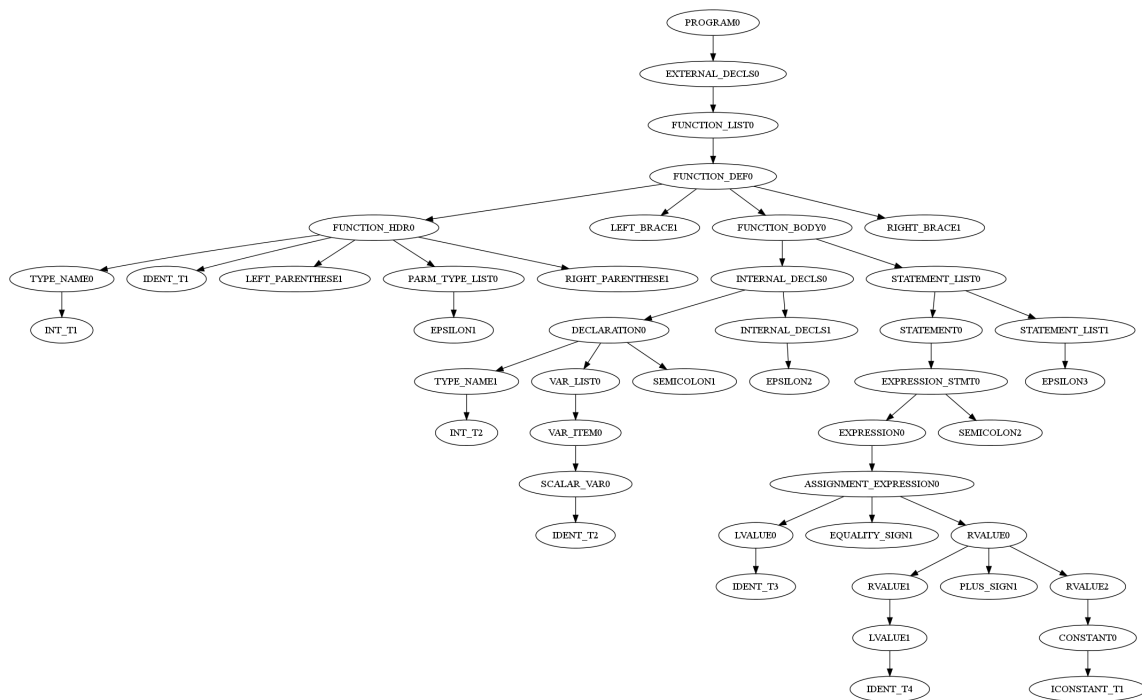 PROGRAM0
EXTERNAL_DECLS0
FUNCTION_LIST0
FUNCTION_DEF0
FUNCTION_HDR0 LEFT_BRACE1 FUNCTION_BODY0 RIGHT_BRACE1
TYPE_NAME0 IDENT_T1 LEFT_PARENTHESE1 PARM_TYPE_LIST0 RIGHT_PARENTHESE1 INTERNAL_DECLS0 STATEMENT_LIST0
INT_T1 EPSILON1 DECLARATION0 INTERNAL_DECLS1 STATEMENT0 STATEMENT_LIST1
TYPE_NAME1 VAR_LIST0 SEMICOLON1 EPSILON2 EXPRESSION_STMT0 EPSILON3
INT_T2 VAR_ITEM0 EXPRESSION0 SEMICOLON2
SCALAR_VAR0 ASSIGNMENT_EXPRESSION0
IDENT_T2 LVALUE0 EQUALITY_SIGN1 RVALUE0
IDENT_T3 RVALUE1 PLUS_SIGN1 RVALUE2
LVALUE1 CONSTANT0
IDENT_T4 ICONSTANT_T1